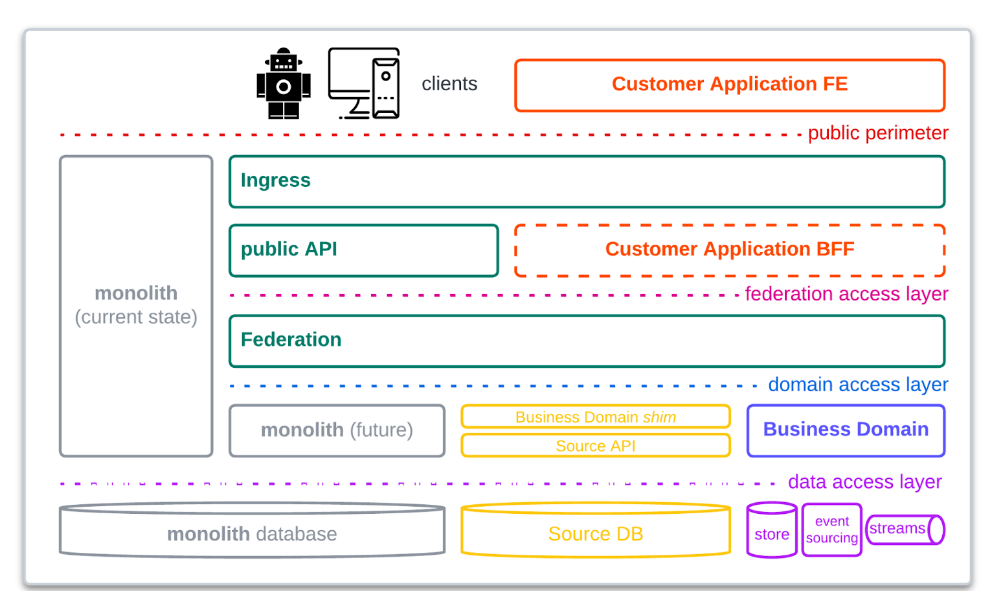 clients
Customer Application FE
public perimeter
Ingress
public API
Customer Application BFF
monolith
(current state)
federation access layer
Federation
domain access layer
monolith (future)
Business Domain shim
Source API
Business Domain
data access layer
monolith database
Source DB
store
event
sourcing
streams